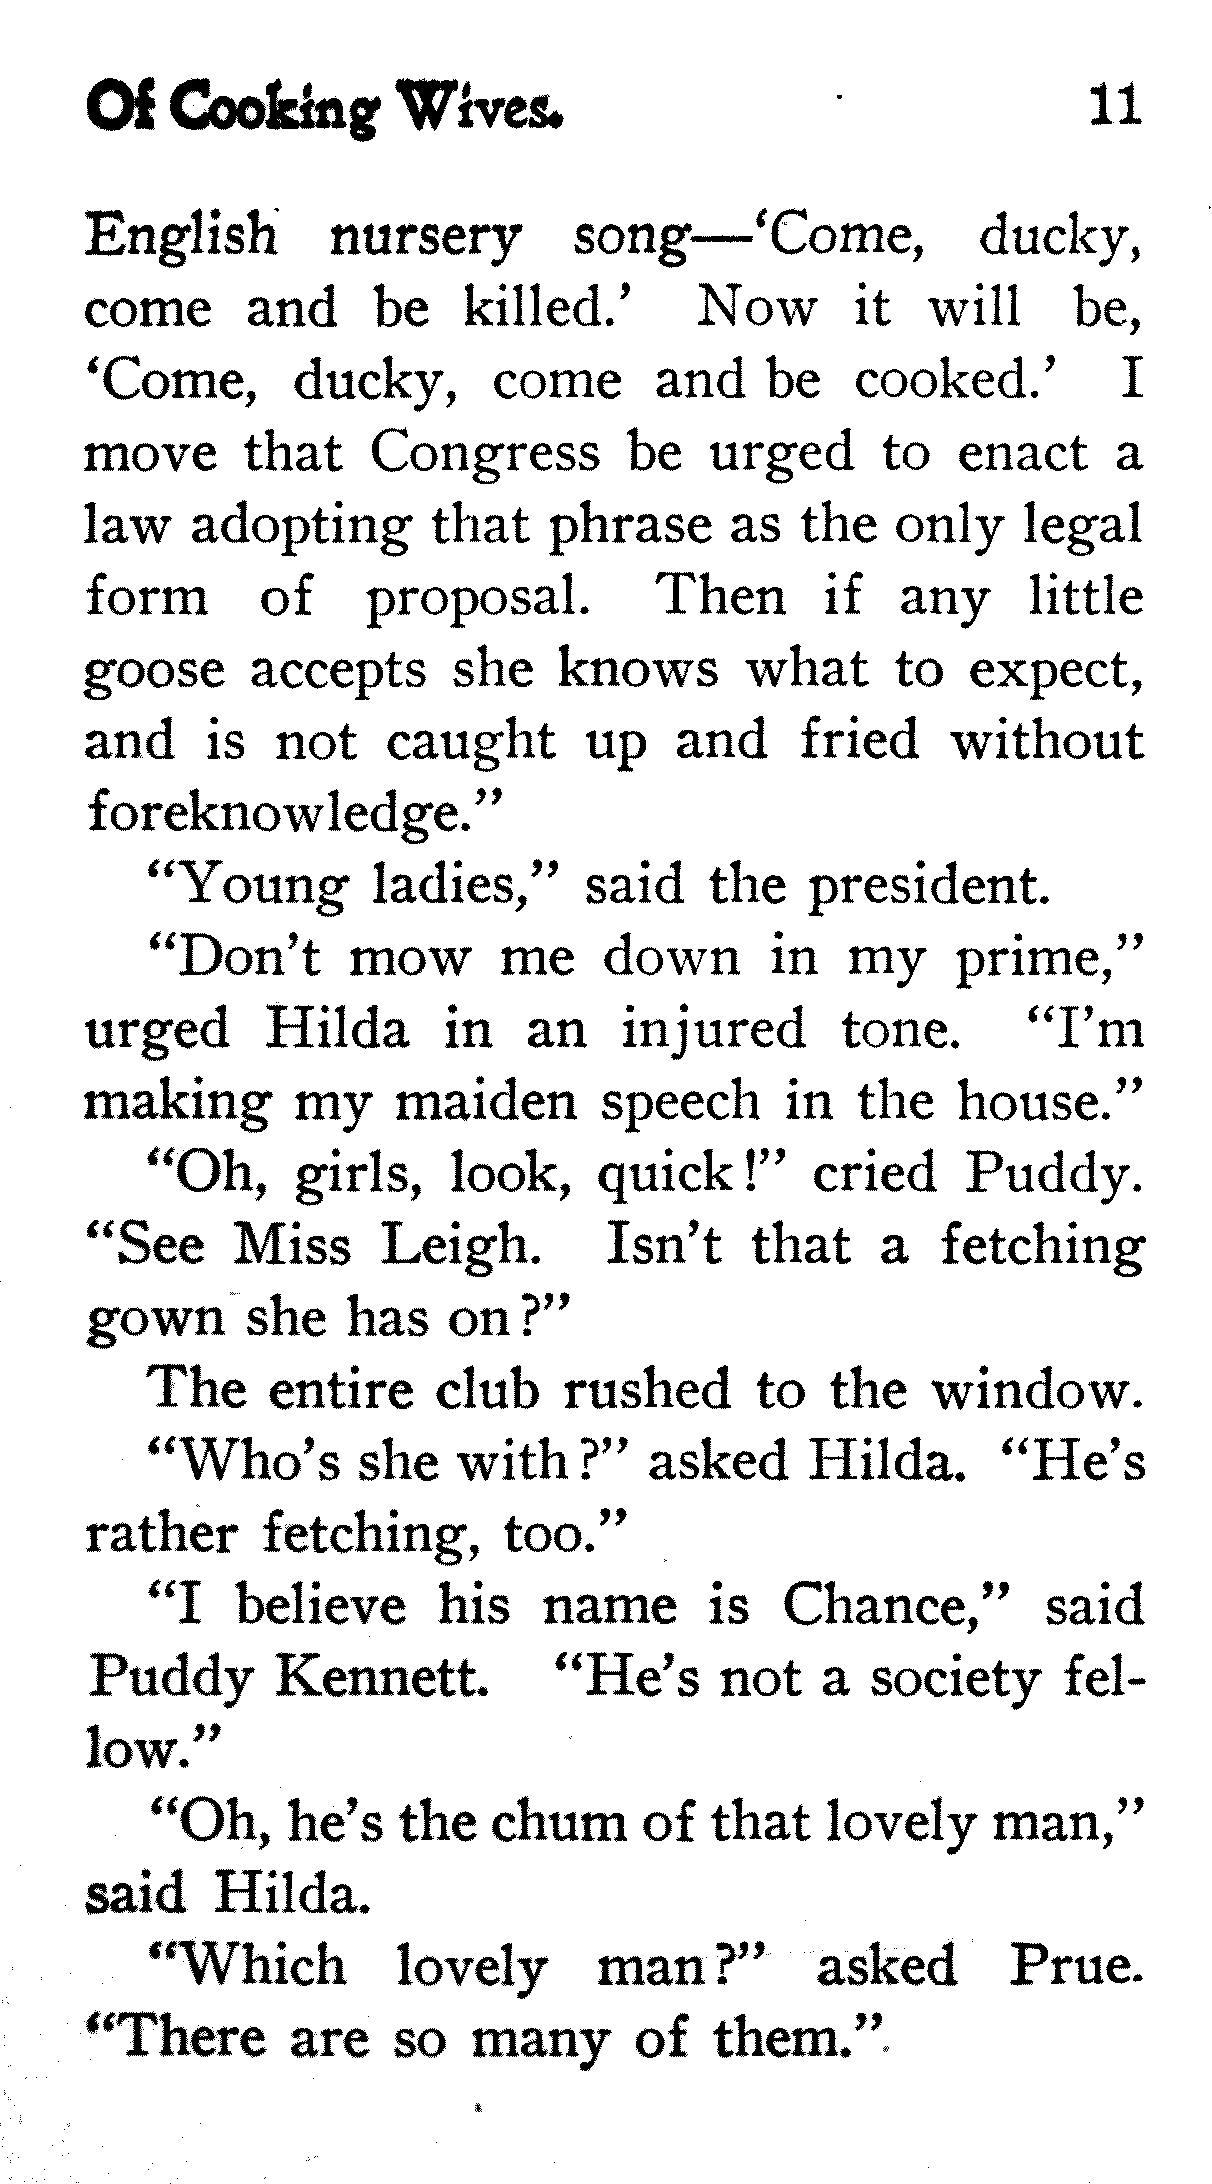 Of Cooking Wives. 11
English nursery song—‘Come, ducky,
come and be killed.’ Now it will be,
‘Come, ducky, come and be cooked.’ I
move that Congress be urged to enact a
law adopting that phrase as the only legal
form of proposal. Then if any little
goose accepts she knows what to expect,
and is not caught up and fried without
foreknowledge.”
“Young ladies,” said the president.
“Don’t mow me down in my prime,”
urged Hilda in an injured tone. “I’m
making my maiden speech in the house.”
“Oh, girls, look, quick!” cried Puddy.
“See Miss Leigh. Isn’t that a fetching
gown she has on?”
The entire club rushed to the window.
“Who’s she with?” asked Hilda. “He’s
rather fetching, too.”
“I believe his name is Chance,” said
Puddy Kennett. “He’s not a society fel-
low.”
“Oh, he’s the chum of that lovely man,”
said Hilda.
“Which lovely man?” asked Prue.
“There are so many of them.”